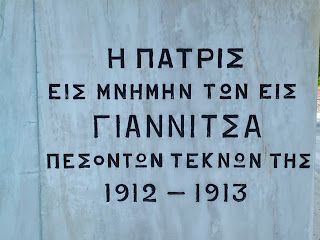 Η ΠΑΤΡΙΣ
ΕΙΣ ΜΝΗΜΗΝ ΤΩΝ ΕΙΣ
ΓΙΑΝΝΙΤΣΑ
ΠΕΣΟΝΤΩΝ ΤΕΚΝΩΝ ΤΗΣ
1912 – 1913